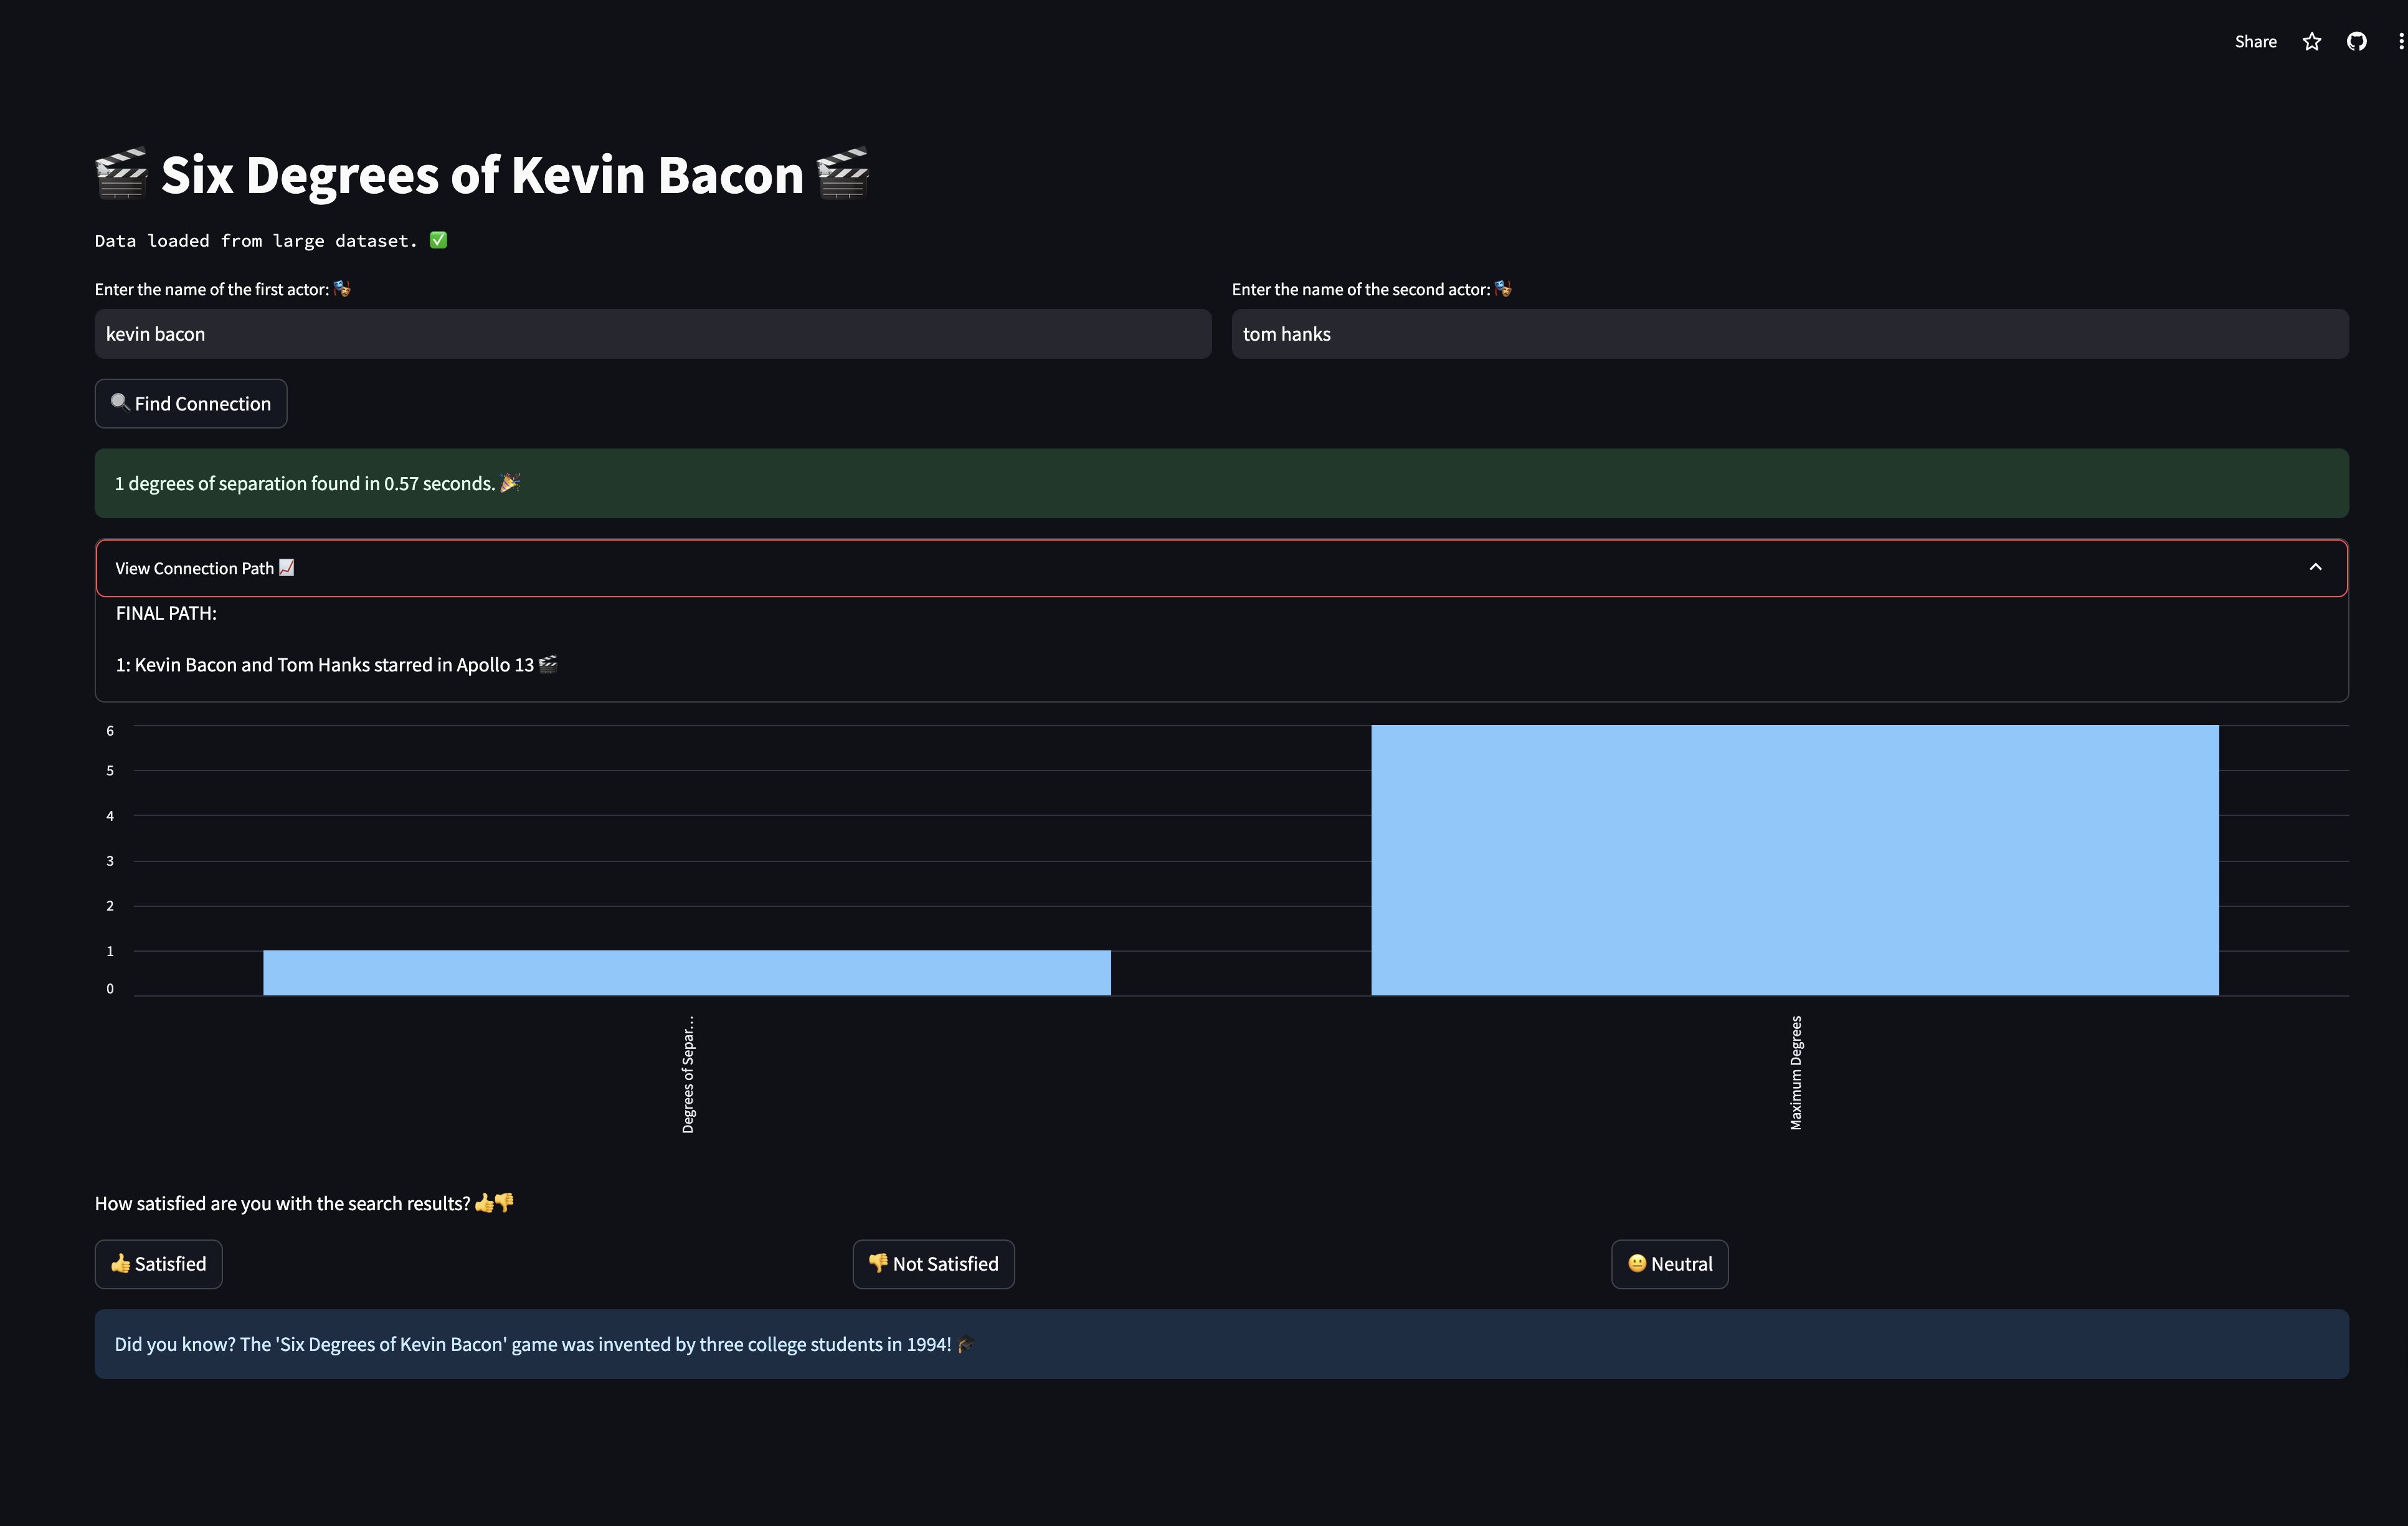 Share
🎬 Six Degrees of Kevin Bacon 🎬
Data loaded from large dataset. ✅
Enter the name of the first actor: 🎭
Enter the name of the second actor: 🎭
kevin bacon
tom hanks
🔍 Find Connection
1 degrees of separation found in 0.57 seconds. 🎉
View Connection Path 📈
FINAL PATH:
1: Kevin Bacon and Tom Hanks starred in Apollo 13 🎬
6
5
4
3
2
1
0
Degrees of Separ…
Maximum Degrees
How satisfied are you with the search results? 👍👎
👍 Satisfied
👎 Not Satisfied
😐 Neutral
Did you know? The 'Six Degrees of Kevin Bacon' game was invented by three college students in 1994! 🎓